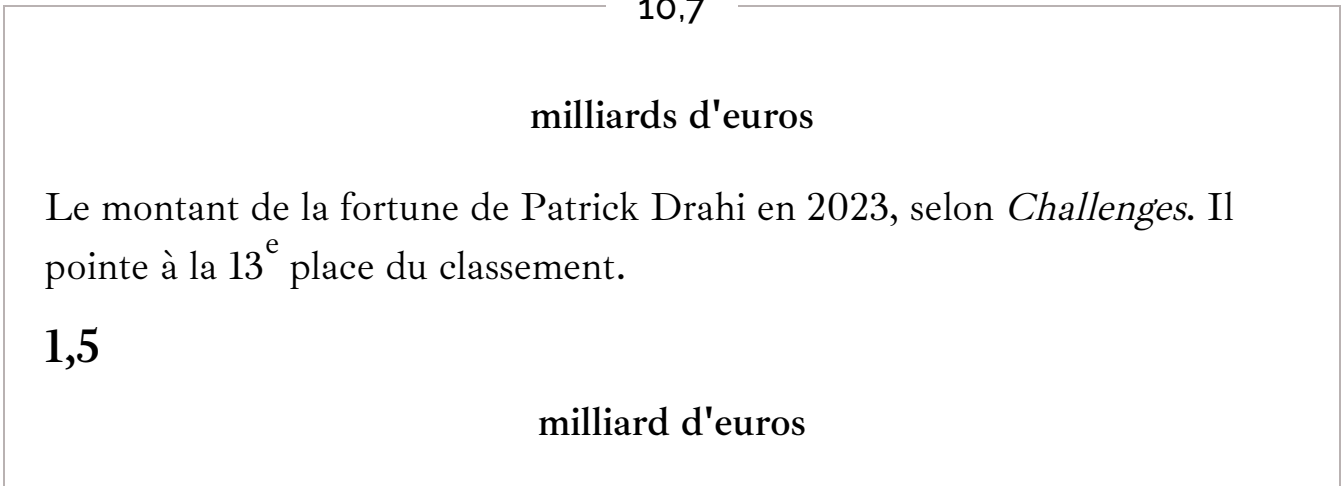 10,7
milliards d'euros
Le montant de la fortune de Patrick Drahi en 2023, selon Challenges. Il
pointe à la 13e place du classement.
1,5
milliard d'euros